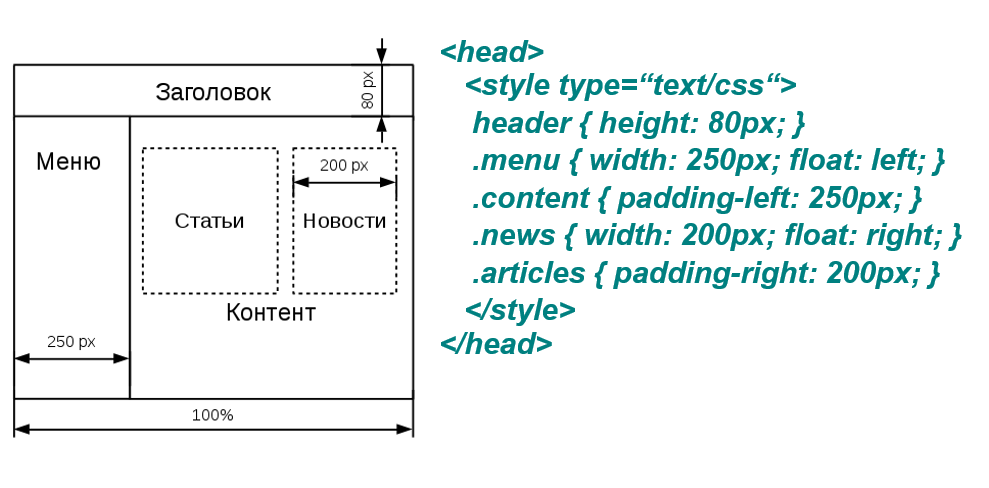 Заголовок
80 px
Меню
200 px
Статьи
Новости
Контент
250 px
100%
<head>
<style type=“text/css“>
header { height: 80px; }
.menu { width: 250px; float: left; }
.content { padding-left: 250px; }
.news { width: 200px; float: right; }
.articles { padding-right: 200px; }
</style>
</head>